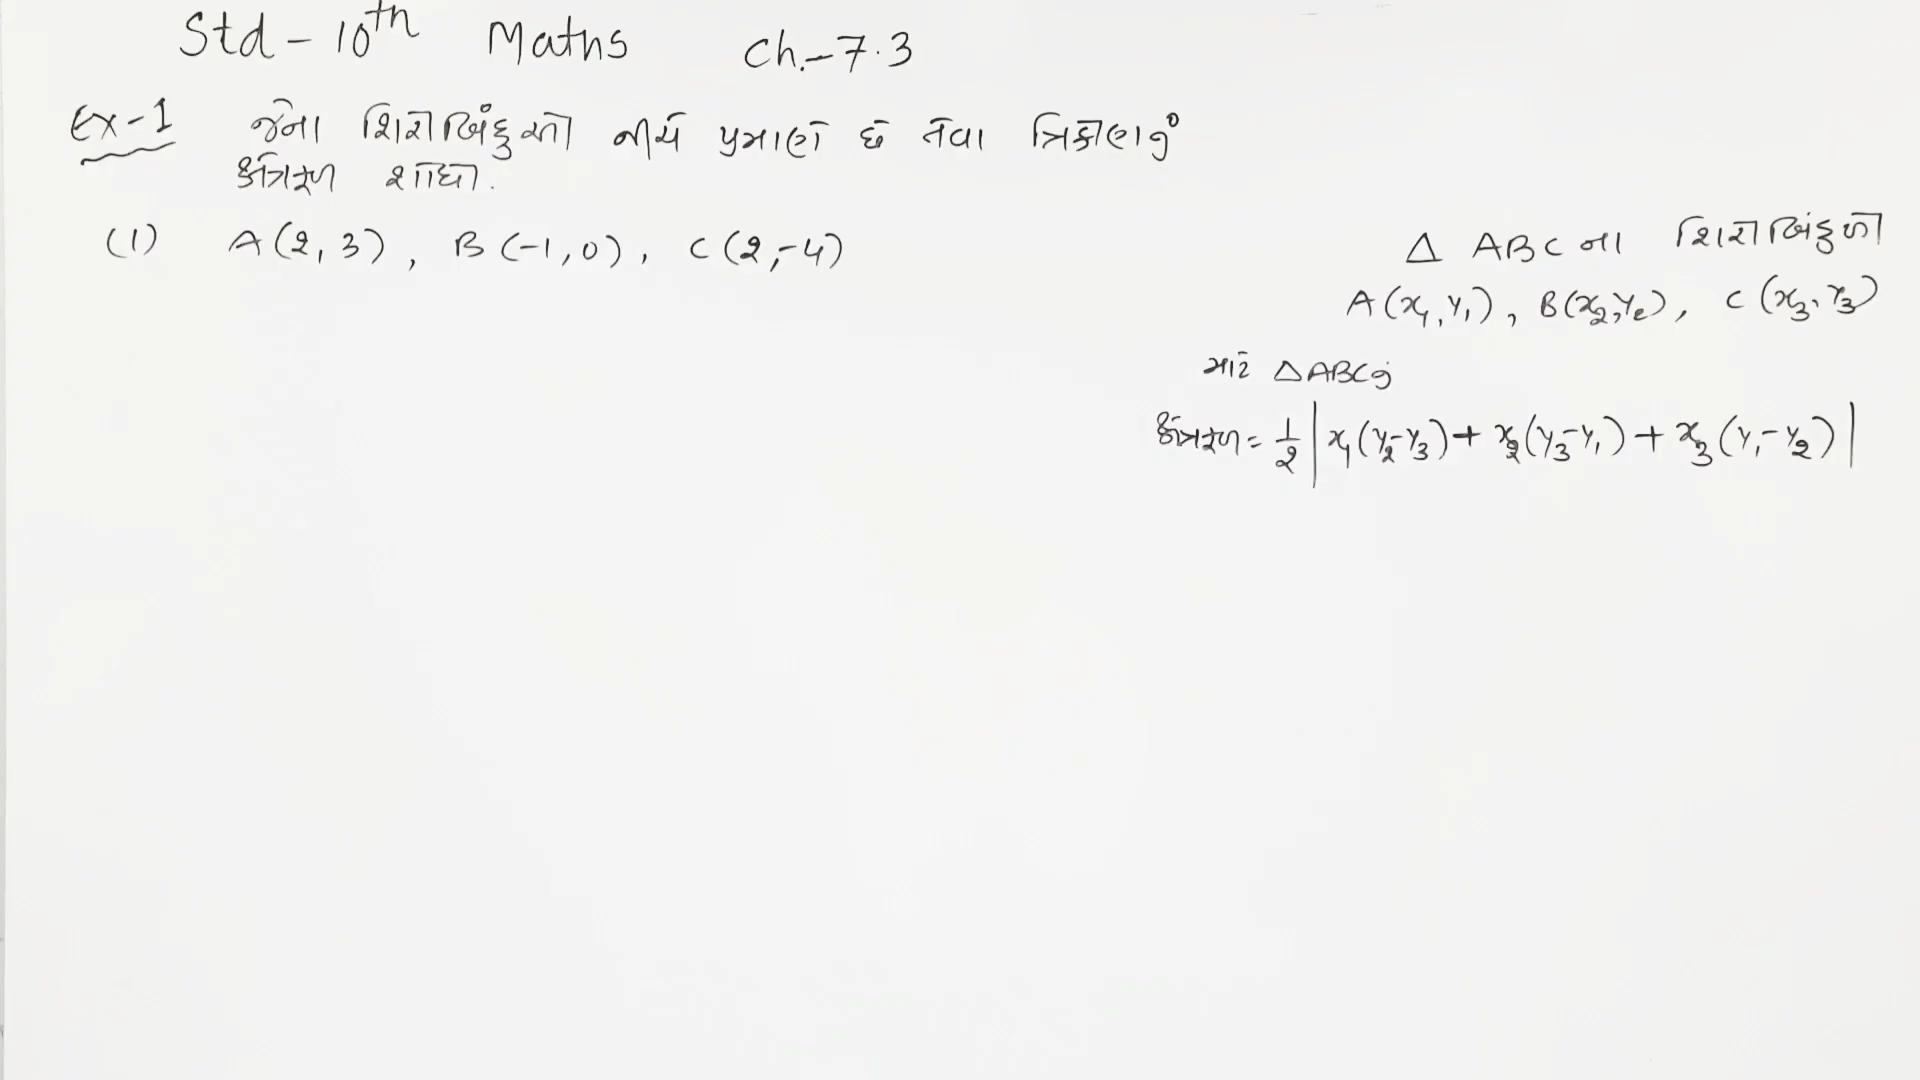 Std - 10th Maths Ch.-7.3
Ex-1 જેના શિરોબિંદુઓ નીચે પ્રમાણે છે તેવા ત્રિકોણનું
ક્ષેત્રફળ શોધો.
(1) A(2, 3), B(-1, 0), C(2, -4)
△ ABC ના શિરોબિંદુઓ
A(x₁, y₁), B(x₂, y₂), C(x₃, y₃)
માટે △ABCનું
ક્ષેત્રફળ = ½ | x₁(y₂-y₃) + x₂(y₃-y₁) + x₃(y₁-y₂) |